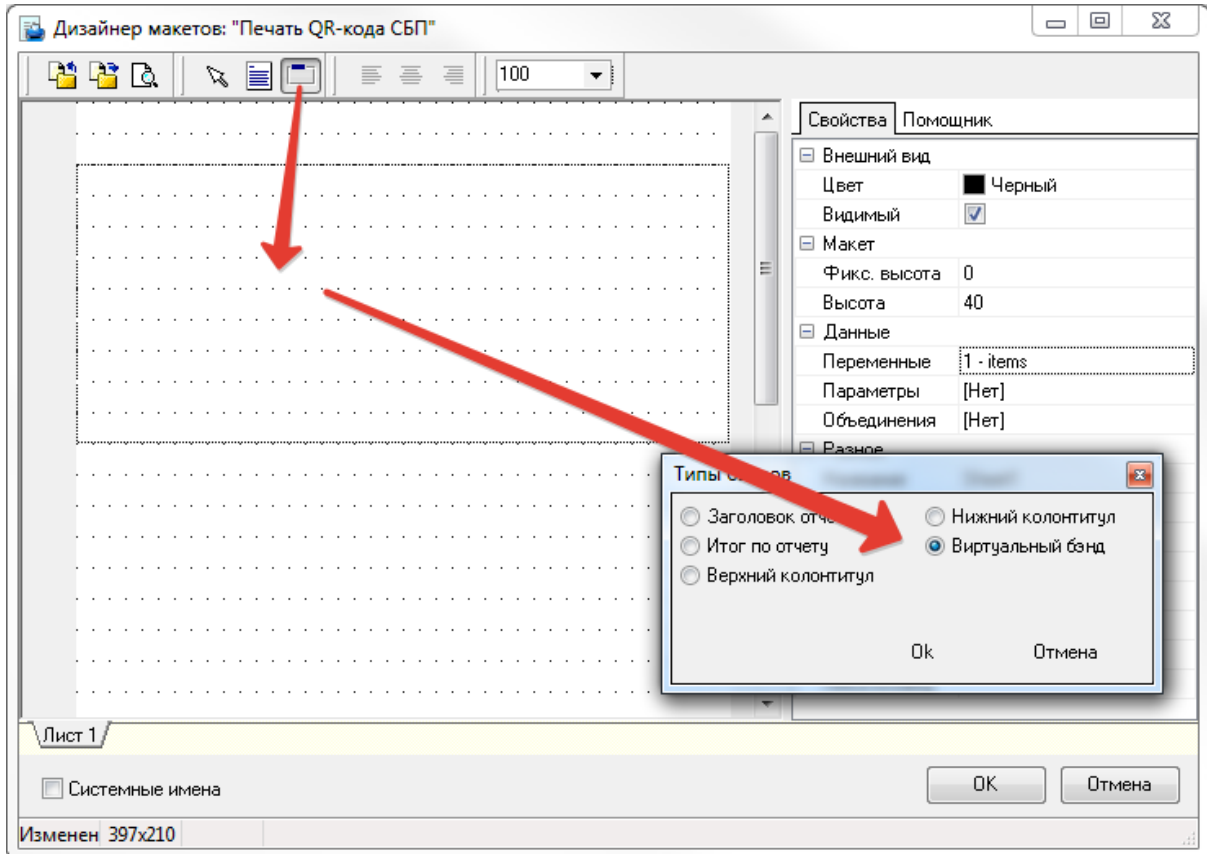 Дизайнер макетов: "Печать QR-кода СБП"
100
Свойства Помощник
Внешний вид
Цвет Черный
Видимый
Макет
Фикс. высота 0
Высота 40
Данные
Переменные 1 - items
Параметры [Нет]
Объединения [Нет]
Разное
Типы
Заголовок
Нижний колонтитул
Итог по отчету
Виртуальный бэнд
Верхний колонтитул
Ok Отмена
Лист 1
Системные имена
OK Отмена
Изменен 397x210